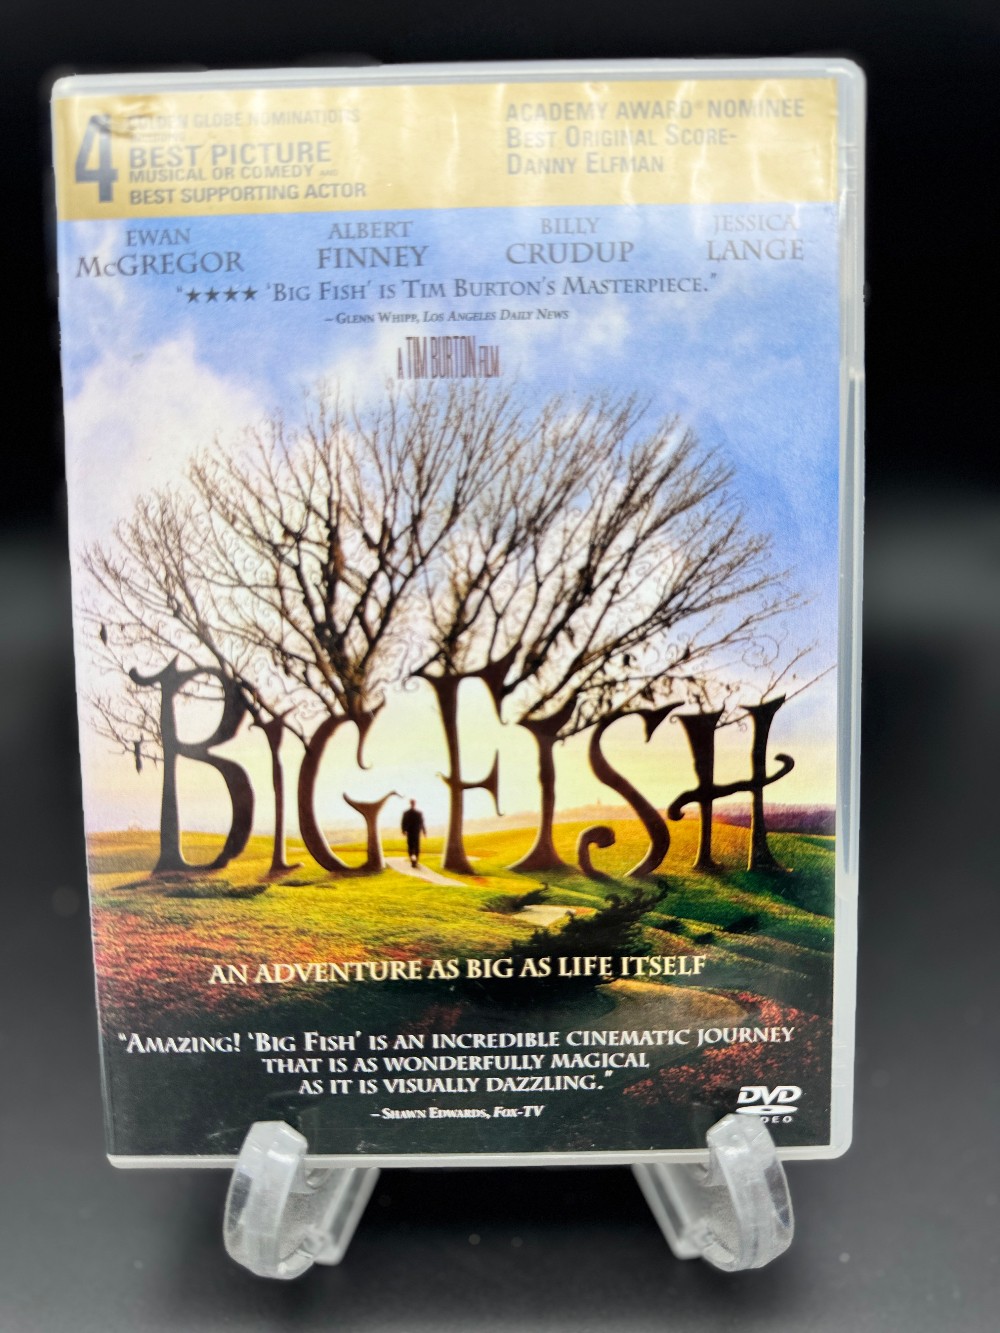 4
GOLDEN GLOBE NOMINATIONS
BEST PICTURE
MUSICAL OR COMEDY AND
BEST SUPPORTING ACTOR
ACADEMY AWARD® NOMINEE
BEST ORIGINAL SCORE-
DANNY ELFMAN
EWAN
McGREGOR
ALBERT
FINNEY
BILLY
CRUDUP
JESSICA
LANGE
"★★★★ 'BIG FISH' IS TIM BURTON'S MASTERPIECE."
–GLENN WHIPP, LOS ANGELES DAILY NEWS
A TIM BURTON FILM
BIG FISH
AN ADVENTURE AS BIG AS LIFE ITSELF
"AMAZING! 'BIG FISH' IS AN INCREDIBLE CINEMATIC JOURNEY
THAT IS AS WONDERFULLY MAGICAL
AS IT IS VISUALLY DAZZLING."
–SHAWN EDWARDS, FOX-TV
DVD
VIDEO